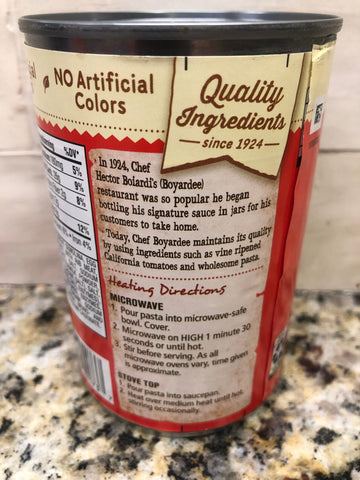 NO Artificial
Colors
Quality
Ingredients
since 1924
%DV*
5%
9%
8%
12%
Iron 4%
In 1924, Chef
Hector Boiardi's (Boyardee)
restaurant was so popular he began
bottling his signature sauce in jars for his
customers to take home.
Today, Chef Boyardee maintains its quality
by using ingredients such as vine ripened
California tomatoes and wholesome pasta.
Heating Directions
MICROWAVE
1. Pour pasta into microwave-safe
bowl. Cover.
2. Microwave on HIGH 1 minute 30
seconds or until hot.
3. Stir before serving. As all
microwave ovens vary, time given
is approximate.
STOVE TOP
1. Pour pasta into saucepan.
2. Heat over medium heat until hot,
stirring occasionally.